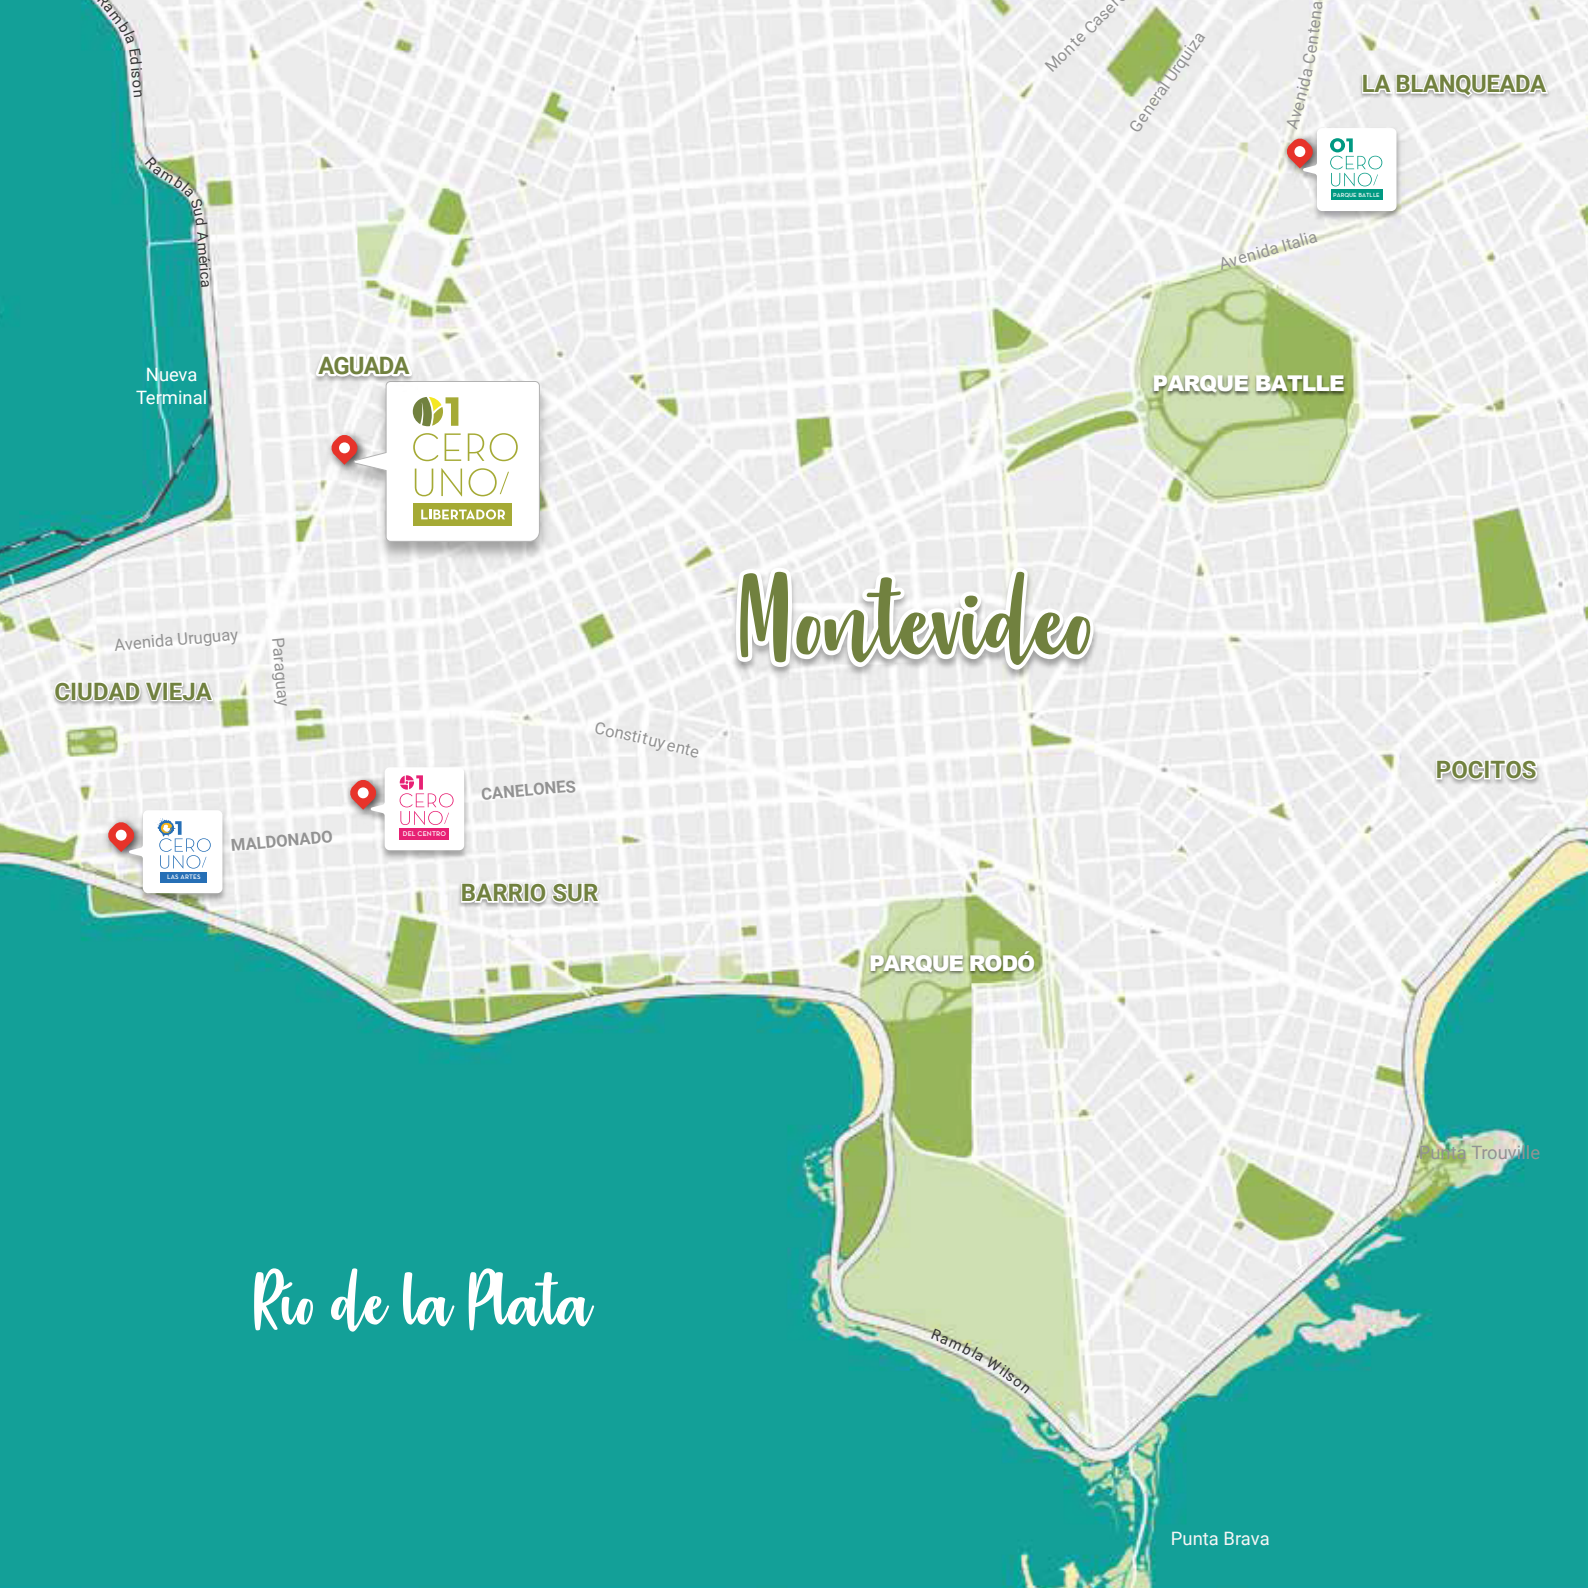 Rambla Edison
Monte Caser
General Urquiza
Avenida Centena
LA BLANQUEADA
01
CERO
UNO/
PARQUE BATLLE
Rambla Sud América
Avenida Italia
Nueva
Terminal
AGUADA
PARQUE BATLLE
01
CERO
UNO/
LIBERTADOR
Montevideo
Avenida Uruguay
Paraguay
CIUDAD VIEJA
Constituyente
POCITOS
01
CERO
UNO/
DEL CENTRO
CANELONES
01
CERO
UNO/
LAS ARTES
MALDONADO
BARRIO SUR
PARQUE RODÓ
Punta Trouville
Río de la Plata
Rambla Wilson
Punta Brava